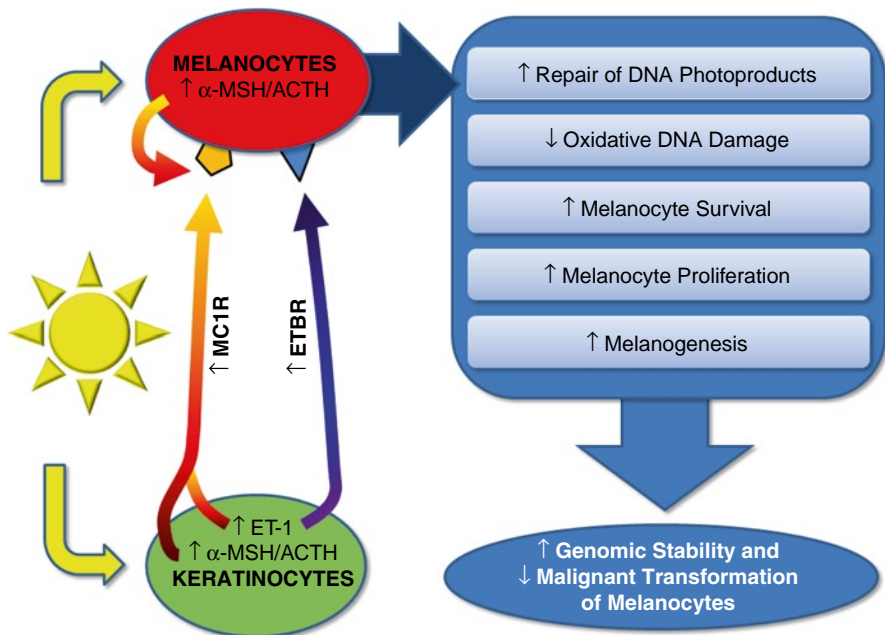 MELANOCYTES
↑ α-MSH/ACTH
↑ MC1R
↑ ETBR
↑ ET-1
↑ α-MSH/ACTH
KERATINOCYTES
↑ Repair of DNA Photoproducts
↓ Oxidative DNA Damage
↑ Melanocyte Survival
↑ Melanocyte Proliferation
↑ Melanogenesis
↑ Genomic Stability and
↓ Malignant Transformation
of Melanocytes